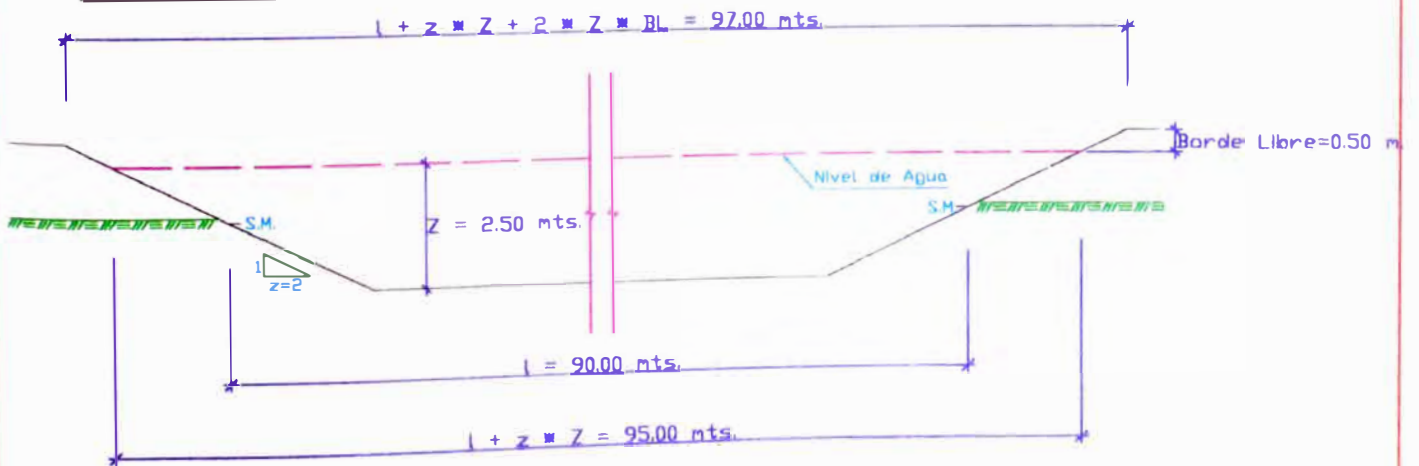 l + z * Z + 2 * Z * BL = 97.00 mts.
Borde Libre=0.50 m
Nivel de Agua
S.M.
S.M.
Z = 2.50 mts.
1
z=2
l = 90.00 mts.
l + z * Z = 95.00 mts.